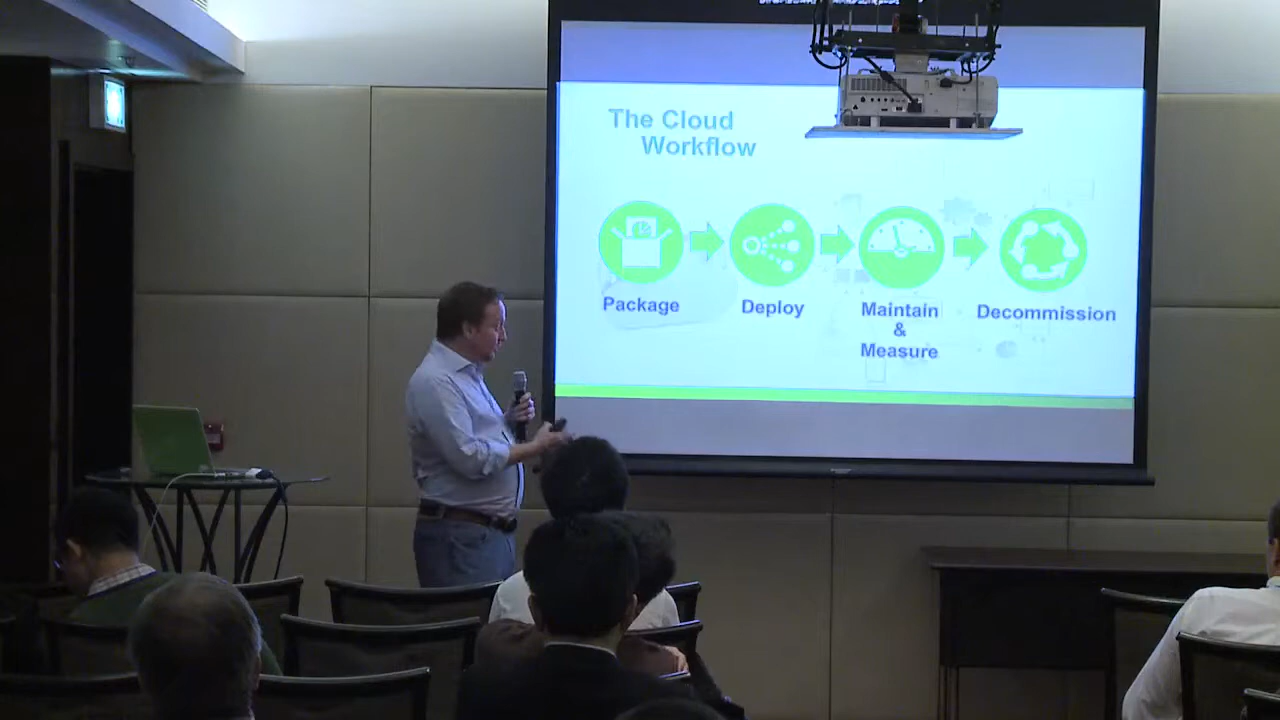 The Cloud
Workflow
Package
Deploy
Maintain
&
Measure
Decommission